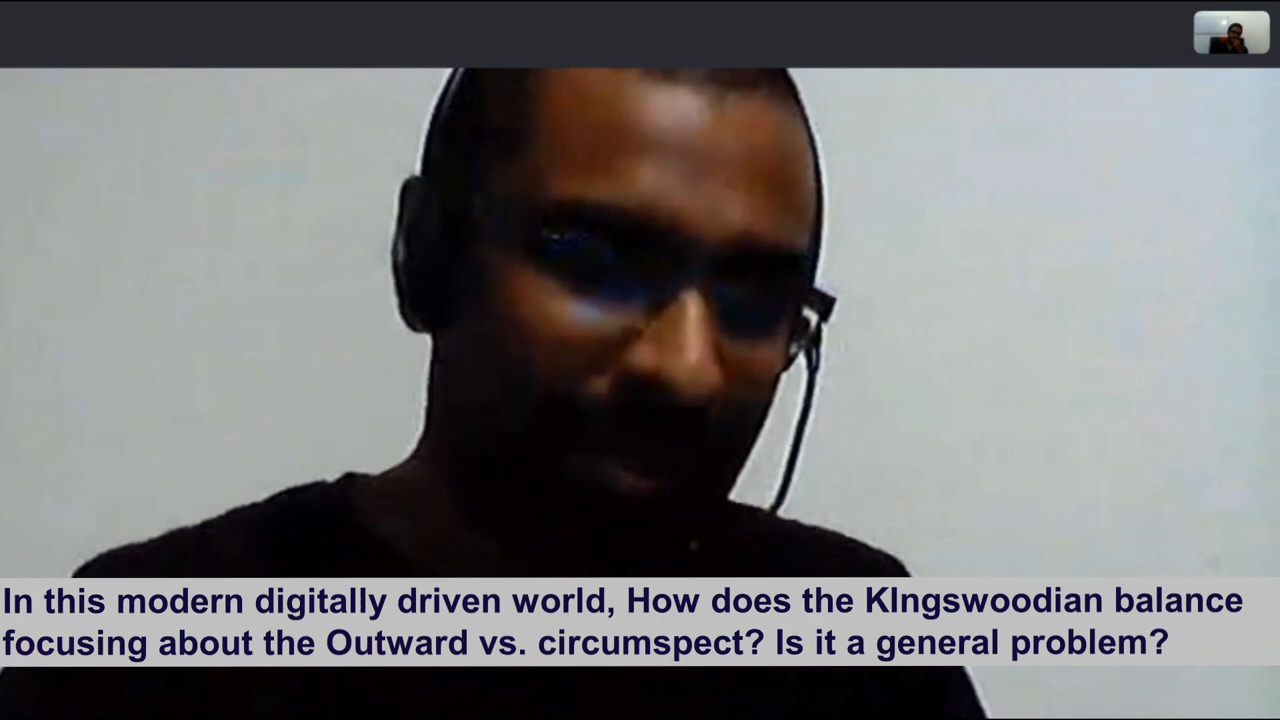 In this modern digitally driven world, How does the KIngswoodian balance
focusing about the Outward vs. circumspect? Is it a general problem?